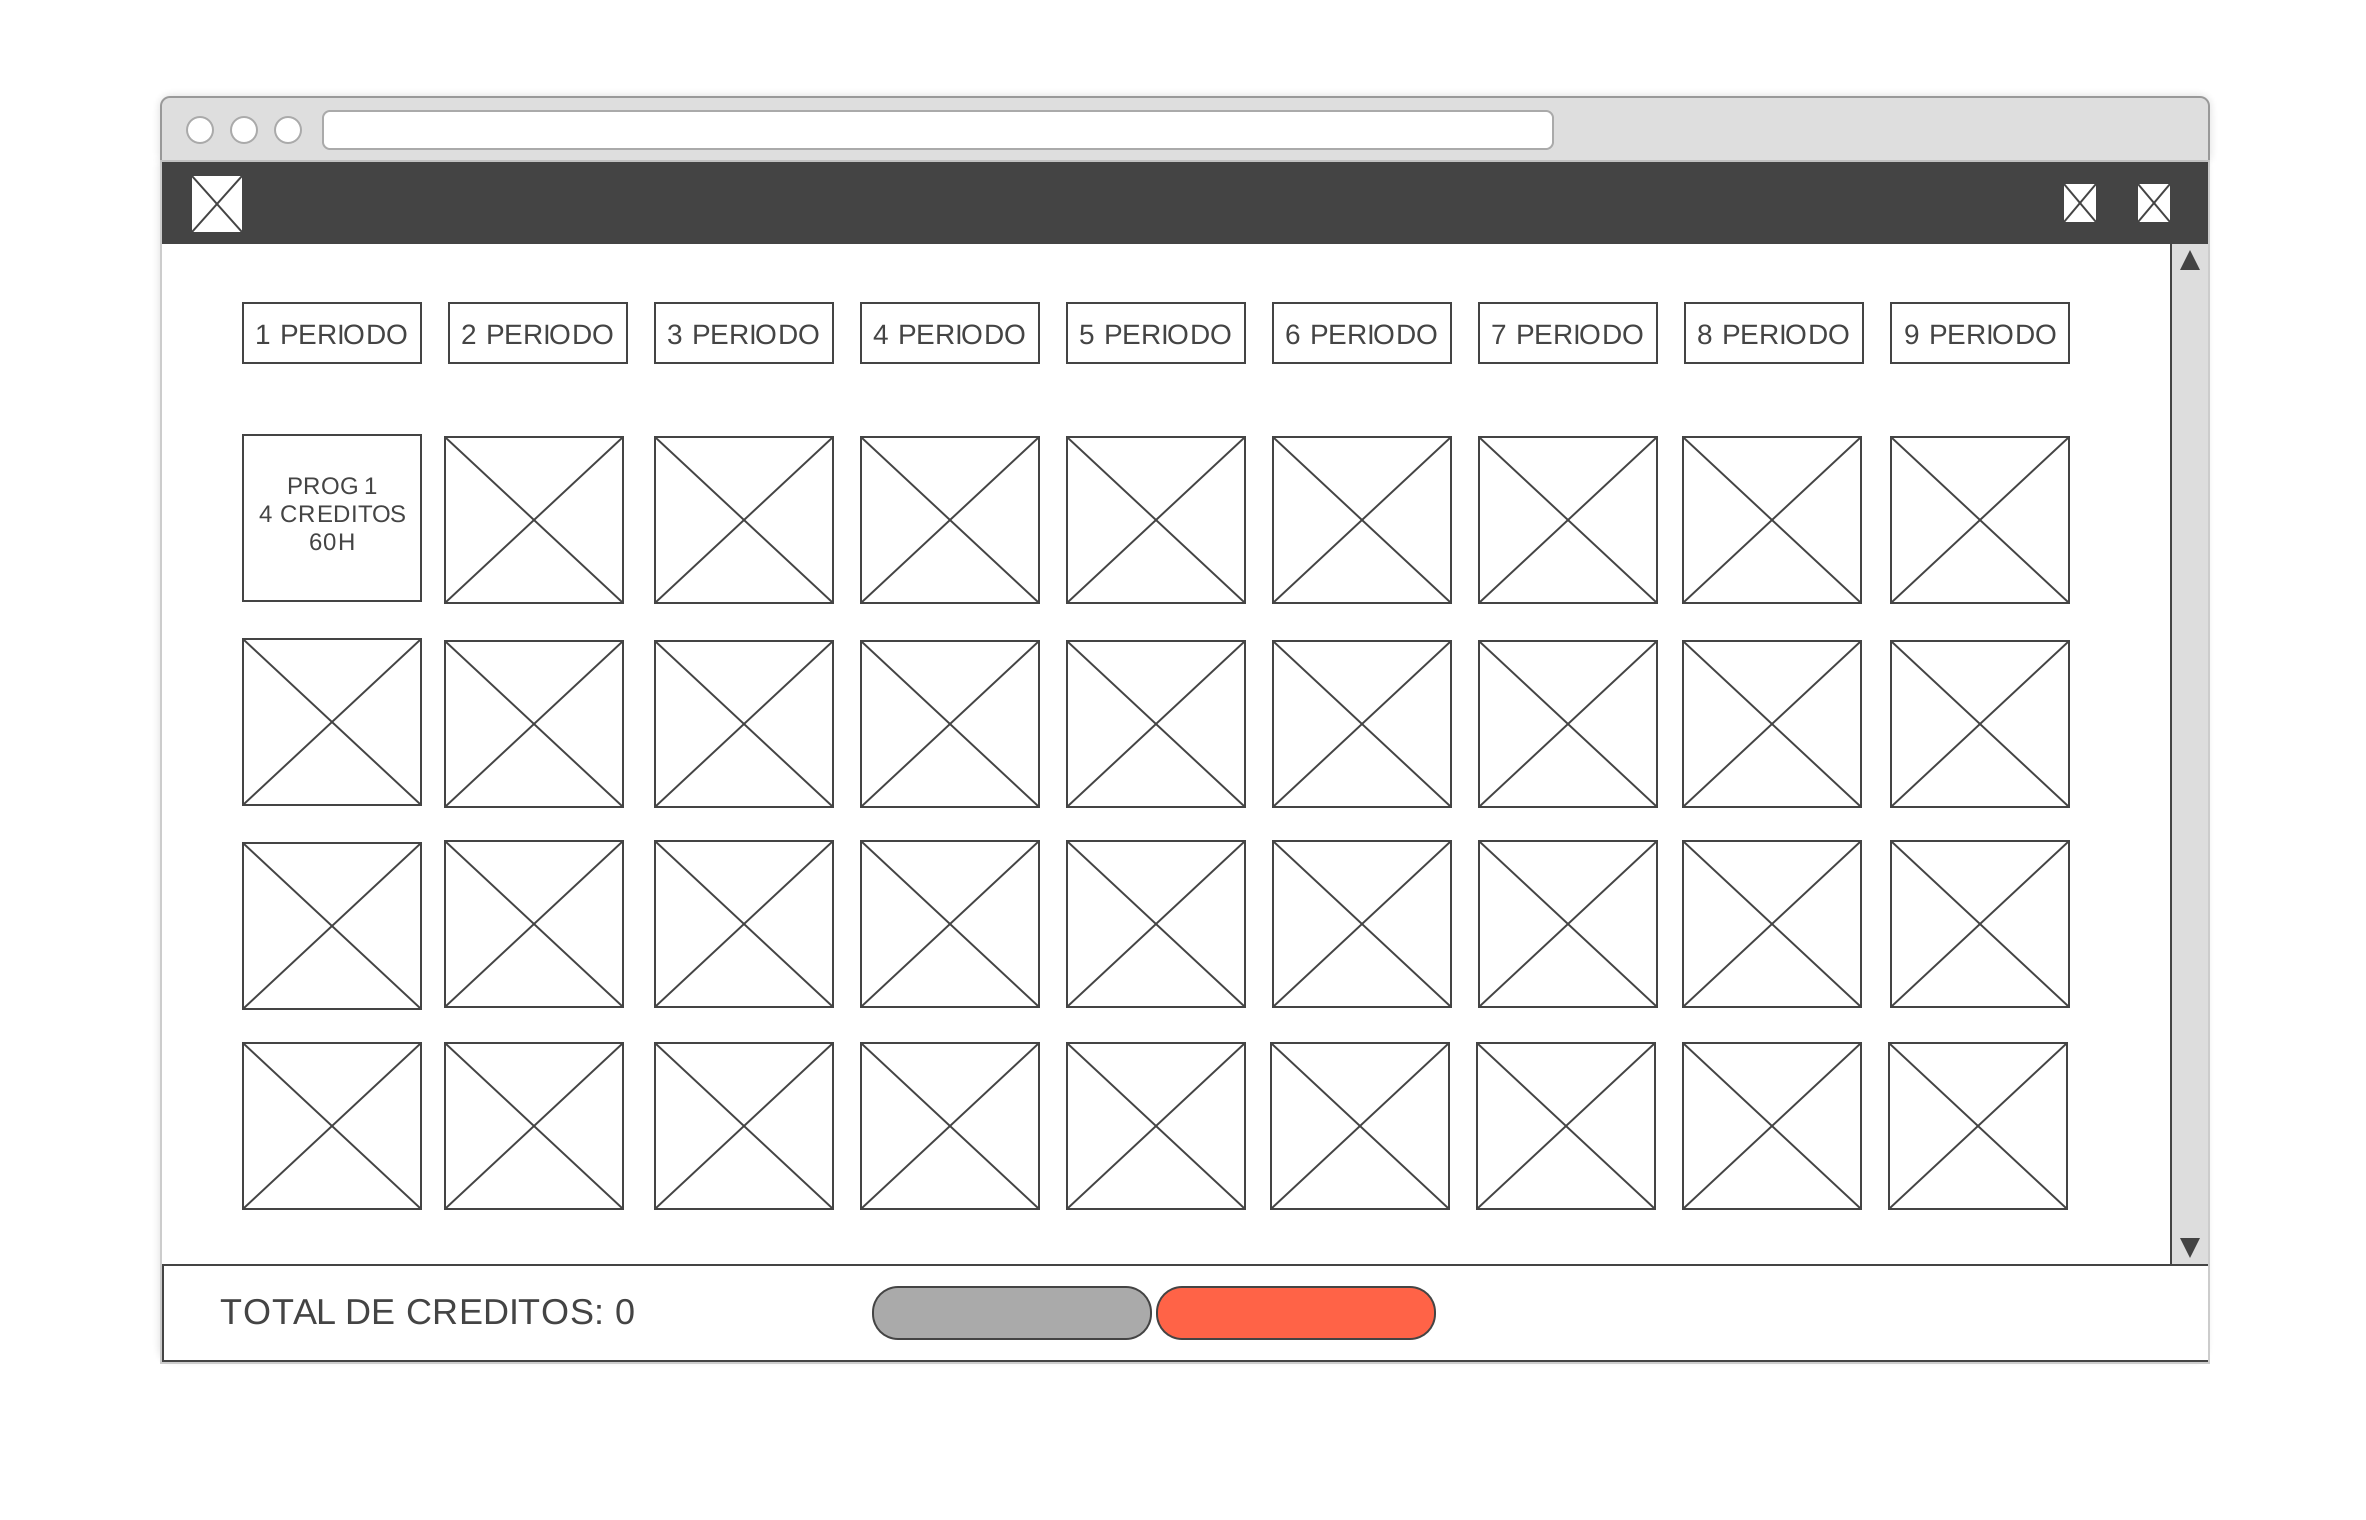 1 PERIODO
2 PERIODO
3 PERIODO
4 PERIODO
5 PERIODO
6 PERIODO
7 PERIODO
8 PERIODO
9 PERIODO
PROG 1
4 CREDITOS
60H
TOTAL DE CREDITOS: 0